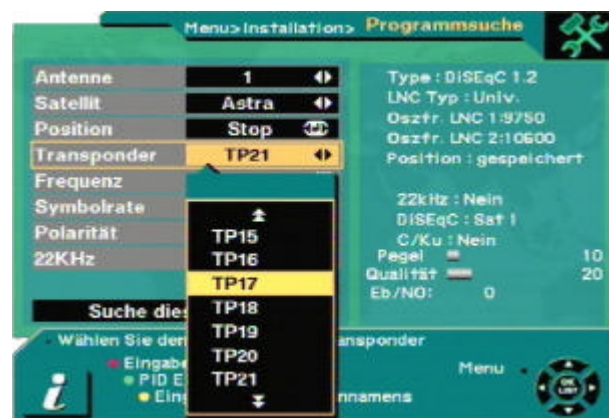 Menu>Installation> Programmsuche
Antenne 1
Satellit Astra
Position Stop
Transponder TP21
Frequenz
Symbolrate
Polarität
22KHz
TP15
TP16
TP17
TP18
TP19
TP20
TP21
Suche die
Type : DiSEqC 1.2
LNC Typ : Univ.
Oszfr. LNC 1:9750
Oszfr. LNC 2:10600
Position : gespeichert
22kHz : Nein
DiSEqC : Sat 1
C/Ku : Nein
Pegel 10
Qualität 20
Eb/N0: 0
Wählen Sie den ansponder
Eingabe
PID E
Ein nnamens
Menu
i
OK
LIST